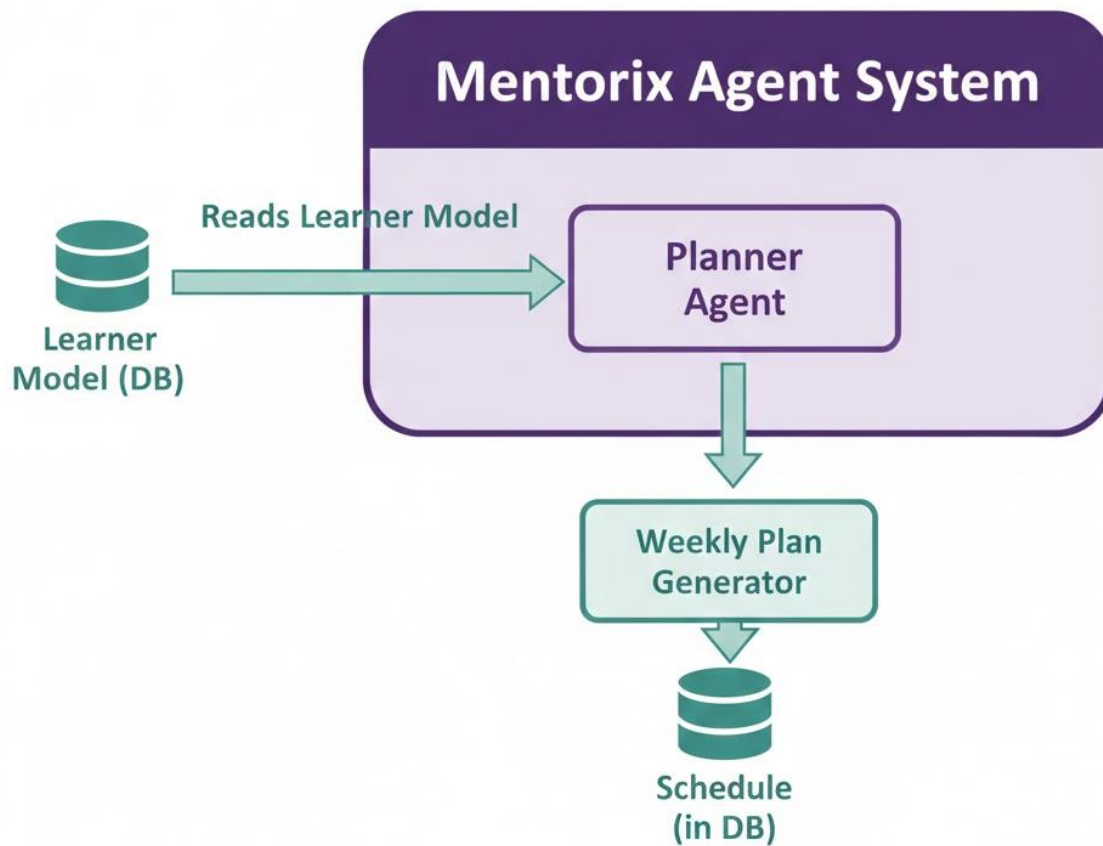 Mentorix Agent System
Reads Learner Model
Planner
Agent
Learner
Model (DB)
Weekly Plan
Generator
Schedule
(in DB)